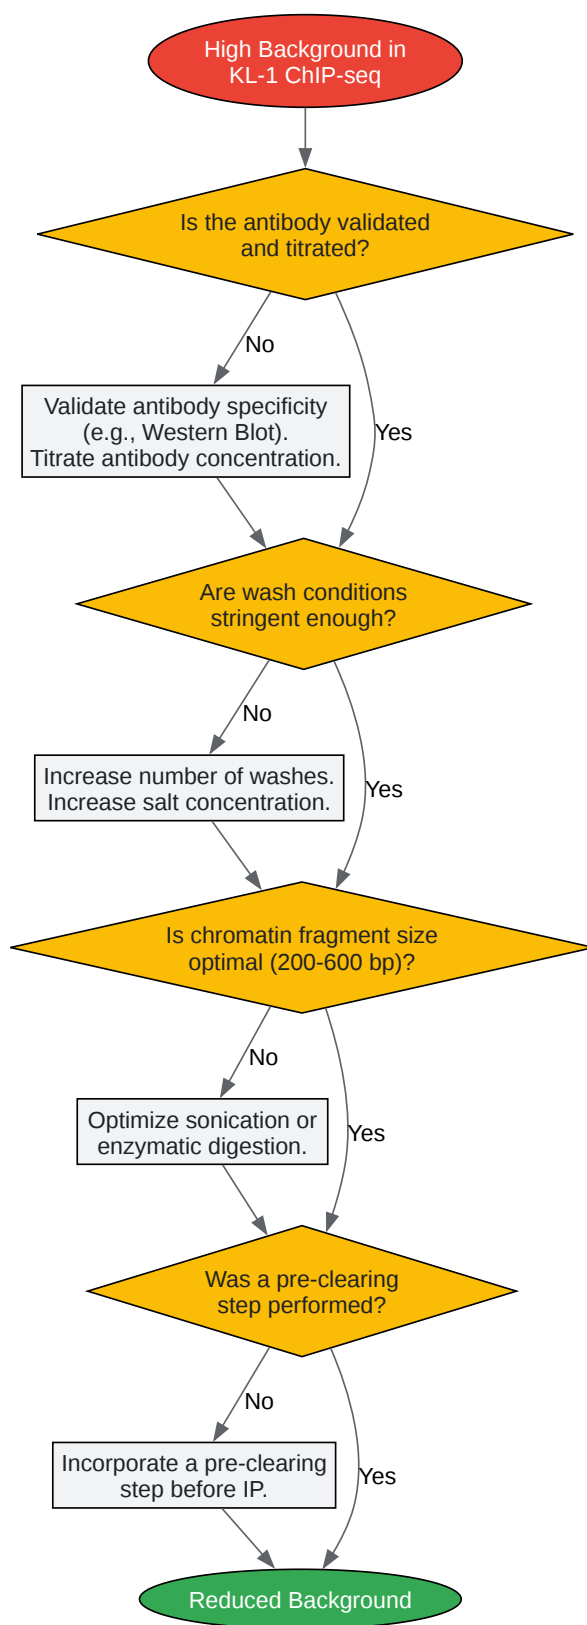 High Background in
KL-1 ChIP-seq
Is the antibody validated
and titrated?
No
Yes
Validate antibody specificity
(e.g., Western Blot).
Titrate antibody concentration.
Are wash conditions
stringent enough?
No
Yes
Increase number of washes.
Increase salt concentration.
Is chromatin fragment size
optimal (200-600 bp)?
No
Yes
Optimize sonication or
enzymatic digestion.
Was a pre-clearing
step performed?
No
Yes
Incorporate a pre-clearing
step before IP.
Reduced Background